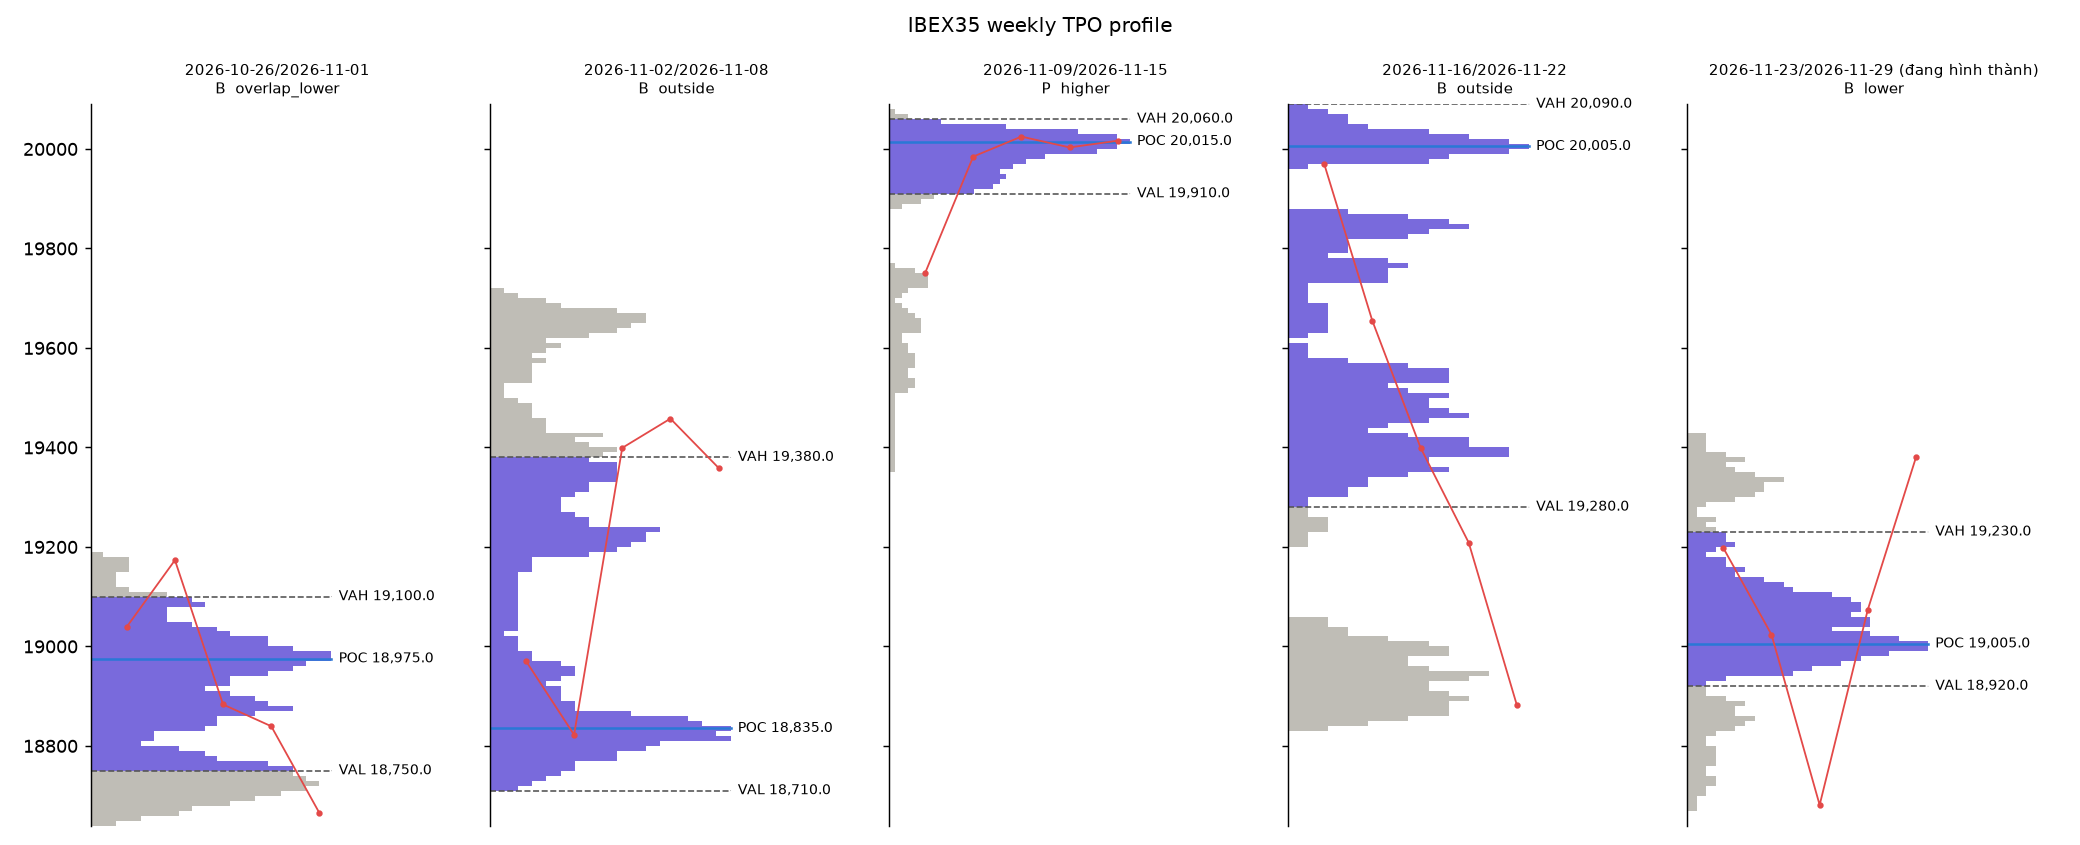 IBEX35 weekly TPO profile
2026-10-26/2026-11-01
B overlap_lower
2026-11-02/2026-11-08
B outside
2026-11-09/2026-11-15
P higher
2026-11-16/2026-11-22
B outside
2026-11-23/2026-11-29 (đang hình thành)
B lower
20000
19800
19600
19400
19200
19000
18800
VAH 19,100.0
POC 18,975.0
VAL 18,750.0
VAH 19,380.0
POC 18,835.0
VAL 18,710.0
VAH 20,060.0
POC 20,015.0
VAL 19,910.0
VAH 20,090.0
POC 20,005.0
VAL 19,280.0
VAH 19,230.0
POC 19,005.0
VAL 18,920.0